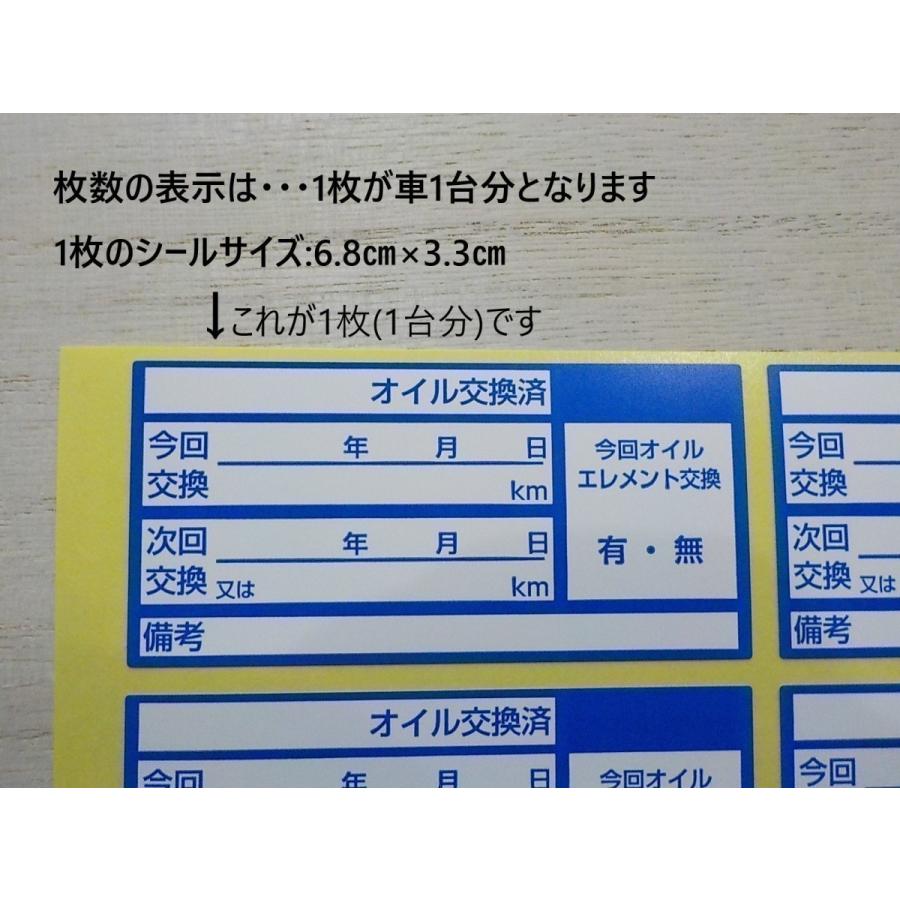 枚数の表示は・・・1枚が車1台分となります
1枚のシールサイズ:6.8㎝×3.3㎝
↓これが1枚(1台分)です
オイル交換済
今回交換 年 月 日
km
次回交換 年 月 日
又は km
今回オイル
エレメント交換
有・無
備考
今回
交換
次回
交換 又は
備考
オイル交換済
今回 年 月 日
今回オイル
今回